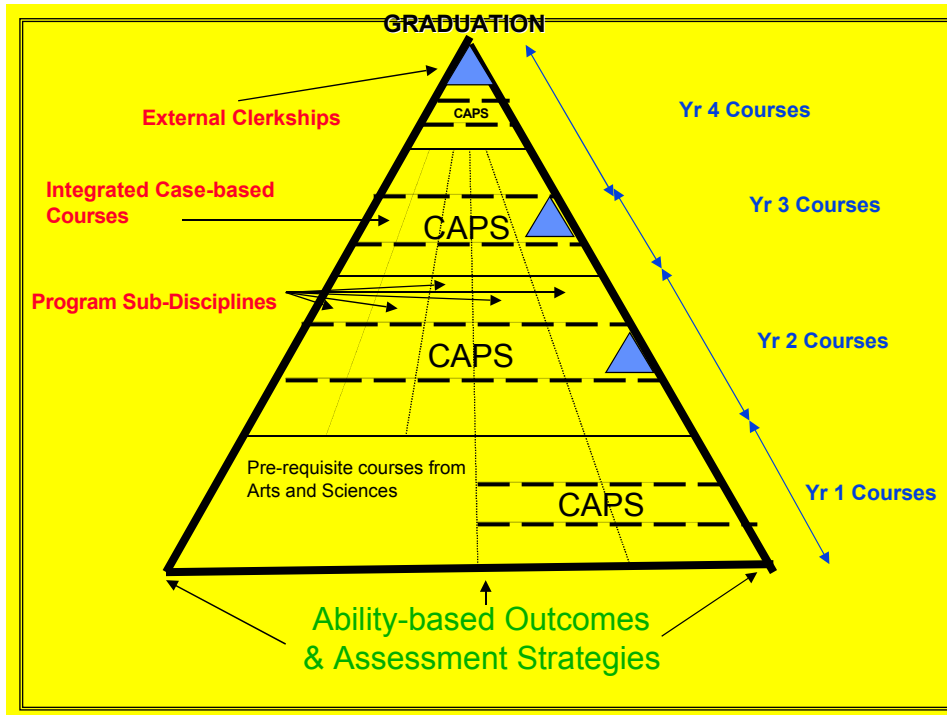 GRADUATION
External Clerkships
CAPS
Yr 4 Courses
Integrated Case-based
Courses
CAPS
Yr 3 Courses
Program Sub-Disciplines
CAPS
Yr 2 Courses
Pre-requisite courses from
Arts and Sciences
CAPS
Yr 1 Courses
Ability-based Outcomes
& Assessment Strategies